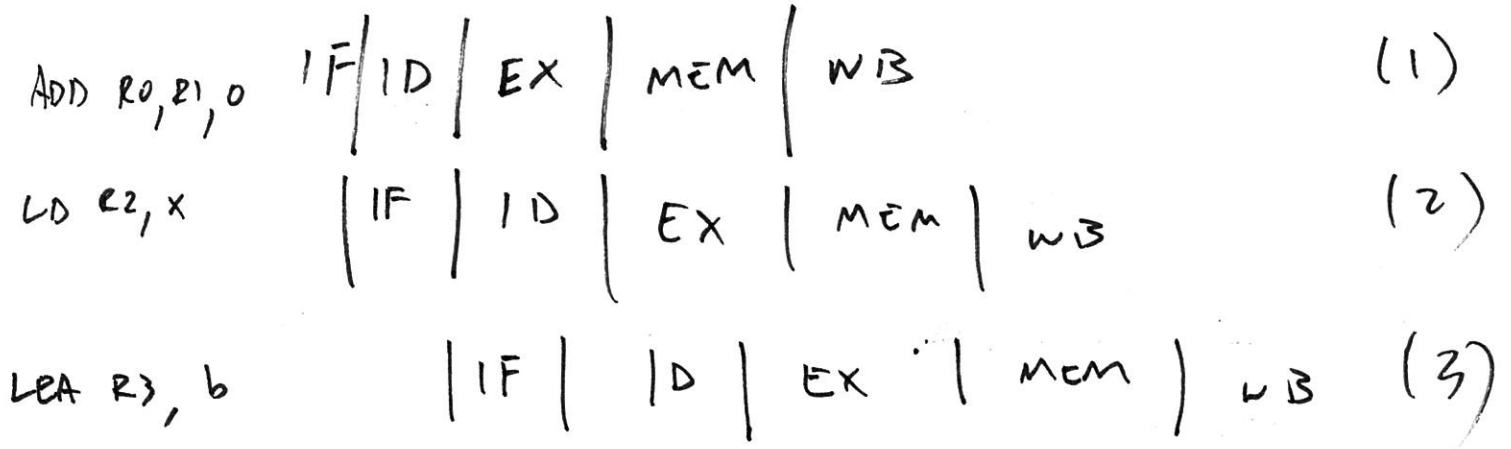 ADD R0,R1,0 IF | ID | EX | MEM | WB (1)
LD R2,X | IF | ID | EX | MEM | WB (2)
LEA R3, b | IF | ID | EX | MEM | WB (3)